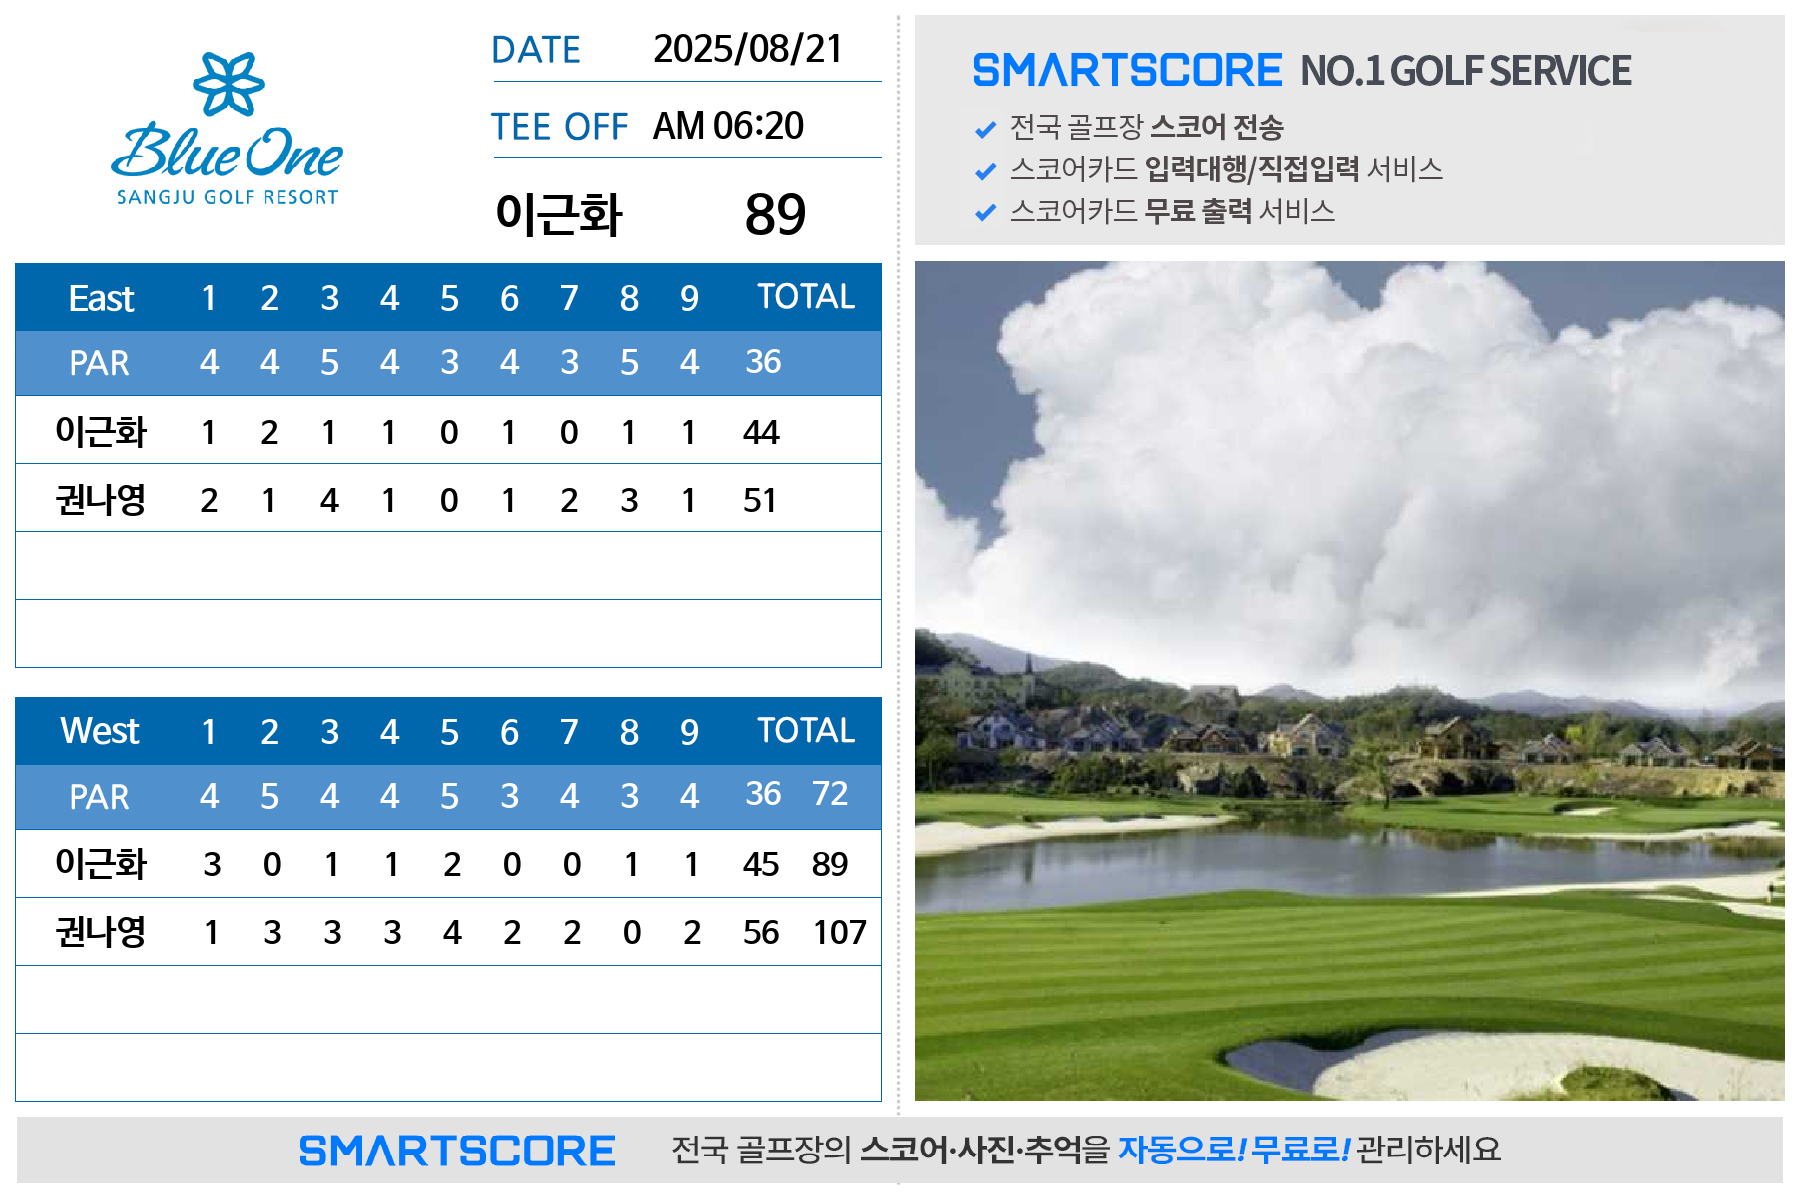 Blue One
SANGJU GOLF RESORT
DATE 2025/08/21
TEE OFF AM 06:20
이근화 89
East 1 2 3 4 5 6 7 8 9 TOTAL
PAR 4 4 5 4 3 4 3 5 4 36
이근화 1 2 1 1 0 1 0 1 1 44
권나영 2 1 4 1 0 1 2 3 1 51
West 1 2 3 4 5 6 7 8 9 TOTAL
PAR 4 5 4 4 5 3 4 3 4 36 72
이근화 3 0 1 1 2 0 0 1 1 45 89
권나영 1 3 3 3 4 2 2 0 2 56 107
SMARTSCORE NO.1 GOLF SERVICE
전국 골프장 스코어 전송
스코어카드 입력대행/직접입력 서비스
스코어카드 무료 출력 서비스
SMARTSCORE 전국 골프장의 스코어·사진·추억을 자동으로! 무료로! 관리하세요